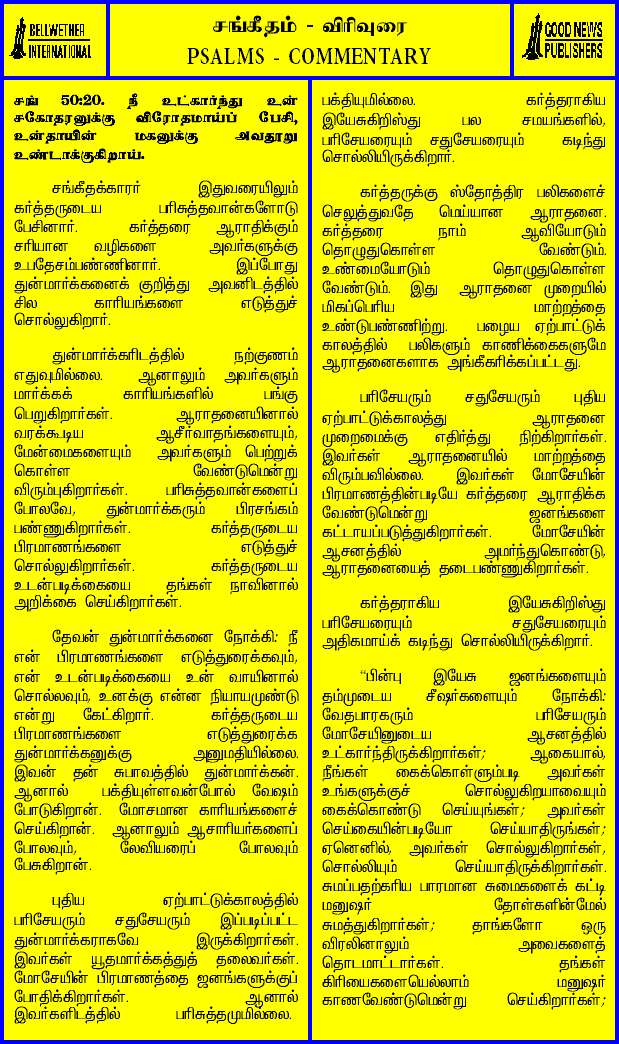 BELLWETHER
INTERNATIONAL
சங்கீதம் - விரிவுரை
PSALMS - COMMENTARY
GOOD NEWS
PUBLISHERS
சங் 50:20. நீ உட்கார்ந்து உன்
சகோதரனுக்கு விரோதமாய்ப் பேசி,
உன்தாயின் மகனுக்கு அவதூறு
உண்டாக்குகிறாய்.
சங்கீதக்காரர் இதுவரையிலும்
கர்த்தருடைய பரிசுத்தவான்களோடு
பேசினார். கர்த்தரை ஆராதிக்கும்
சரியான வழிகளை அவர்களுக்கு
உபதேசம்பண்ணினார். இப்போது
துன்மார்க்கனைக் குறித்து அவனிடத்தில்
சில காரியங்களை எடுத்துச்
சொல்லுகிறார்.
துன்மார்க்கரிடத்தில் நற்குணம்
எதுவுமில்லை. ஆனாலும் அவர்களும்
மார்க்கக் காரியங்களில் பங்கு
பெறுகிறார்கள். ஆராதனையினால்
வரக்கூடிய ஆசீர்வாதங்களையும்,
மேன்மைகளையும் அவர்களும் பெற்றுக்
கொள்ள வேண்டுமென்று
விரும்புகிறார்கள். பரிசுத்தவான்களைப்
போலவே, துன்மார்க்கரும் பிரசங்கம்
பண்ணுகிறார்கள். கர்த்தருடைய
பிரமாணங்களை எடுத்துச்
சொல்லுகிறார்கள். கர்த்தருடைய
உடன்படிக்கையை தங்கள் நாவினால்
அறிக்கை செய்கிறார்கள்.
தேவன் துன்மார்க்கனை நோக்கி: நீ
என் பிரமாணங்களை எடுத்துரைக்கவும்,
என் உடன்படிக்கையை உன் வாயினால்
சொல்லவும், உனக்கு என்ன நியாயமுண்டு
என்று கேட்கிறார். கர்த்தருடைய
பிரமாணங்களை எடுத்துரைக்க
துன்மார்க்கனுக்கு அனுமதியில்லை.
இவன் தன் சுபாவத்தில் துன்மார்க்கன்.
ஆனால் பக்தியுள்ளவன்போல் வேஷம்
போடுகிறான். மோசமான காரியங்களைச்
செய்கிறான். ஆனாலும் ஆசாரியர்களைப்
போலவும், லேவியரைப் போலவும்
பேசுகிறான்.
புதிய ஏற்பாட்டுக்காலத்தில்
பரிசேயரும் சதுசேயரும் இப்படிப்பட்ட
துன்மார்க்கராகவே இருக்கிறார்கள்.
இவர்கள் யூதமார்க்கத்துத் தலைவர்கள்.
மோசேயின் பிரமாணத்தை ஜனங்களுக்குப்
போதிக்கிறார்கள். ஆனால்
இவர்களிடத்தில் பரிசுத்தமுமில்லை.
பக்தியுமில்லை. கர்த்தராகிய
இயேசுகிறிஸ்து பல சமயங்களில்,
பரிசேயரையும் சதுசேயரையும் கடிந்து
சொல்லியிருக்கிறார்.
கர்த்தருக்கு ஸ்தோத்திர பலிகளைச்
செலுத்துவதே மெய்யான ஆராதனை.
கர்த்தரை நாம் ஆவியோடும்
தொழுதுகொள்ள வேண்டும்.
உண்மையோடும் தொழுதுகொள்ள
வேண்டும். இது ஆராதனை முறையில்
மிகப்பெரிய மாற்றத்தை
உண்டுபண்ணிற்று. பழைய ஏற்பாட்டுக்
காலத்தில் பலிகளும் காணிக்கைகளுமே
ஆராதனைகளாக அங்கீகரிக்கப்பட்டது.
பரிசேயரும் சதுசேயரும் புதிய
ஏற்பாட்டுக்காலத்து ஆராதனை
முறைமைக்கு எதிர்த்து நிற்கிறார்கள்.
இவர்கள் ஆராதனையில் மாற்றத்தை
விரும்பவில்லை. இவர்கள் மோசேயின்
பிரமாணத்தின்படியே கர்த்தரை ஆராதிக்க
வேண்டுமென்று ஜனங்களை
கட்டாயப்படுத்துகிறார்கள். மோசேயின்
ஆசனத்தில் அமர்ந்துகொண்டு,
ஆராதனையைத் தடைபண்ணுகிறார்கள்.
கர்த்தராகிய இயேசுகிறிஸ்து
பரிசேயரையும் சதுசேயரையும்
அதிகமாய்க் கடிந்து சொல்லியிருக்கிறார்.
“பின்பு இயேசு ஜனங்களையும்
தம்முடைய சீஷர்களையும் நோக்கி:
வேதபாரகரும் பரிசேயரும்
மோசேயினுடைய ஆசனத்தில்
உட்கார்ந்திருக்கிறார்கள்; ஆகையால்,
நீங்கள் கைக்கொள்ளும்படி அவர்கள்
உங்களுக்குச் சொல்லுகிறயாவையும்
கைக்கொண்டு செய்யுங்கள்; அவர்கள்
செய்கையின்படியோ செய்யாதிருங்கள்;
ஏனெனில், அவர்கள் சொல்லுகிறார்கள்,
சொல்லியும் செய்யாதிருக்கிறார்கள்.
சுமப்பதற்கரிய பாரமான சுமைகளைக் கட்டி
மனுஷர் தோள்களின்மேல்
சுமத்துகிறார்கள்; தாங்களோ ஒரு
விரலினாலும் அவைகளைத்
தொடமாட்டார்கள். தங்கள்
கிரியைகளையெல்லாம் மனுஷர்
காணவேண்டுமென்று செய்கிறார்கள்;